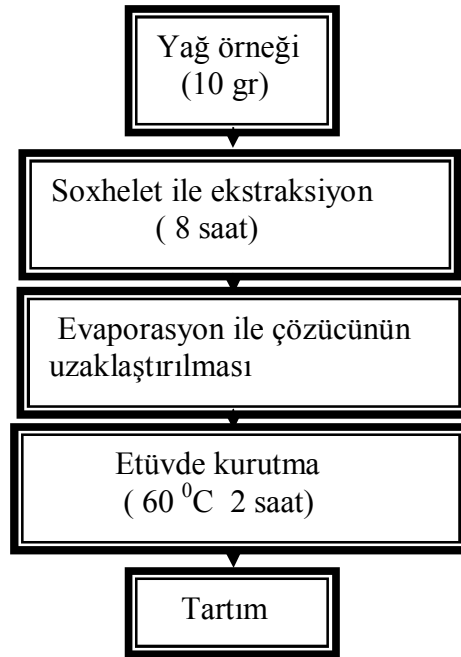 Yağ örneği
(10 gr)
Soxhelet ile ekstraksiyon
( 8 saat)
Evaporasyon ile çözücünün
uzaklaştırılması
Etüvde kurutma
( 60 ⁰C 2 saat)
Tartım